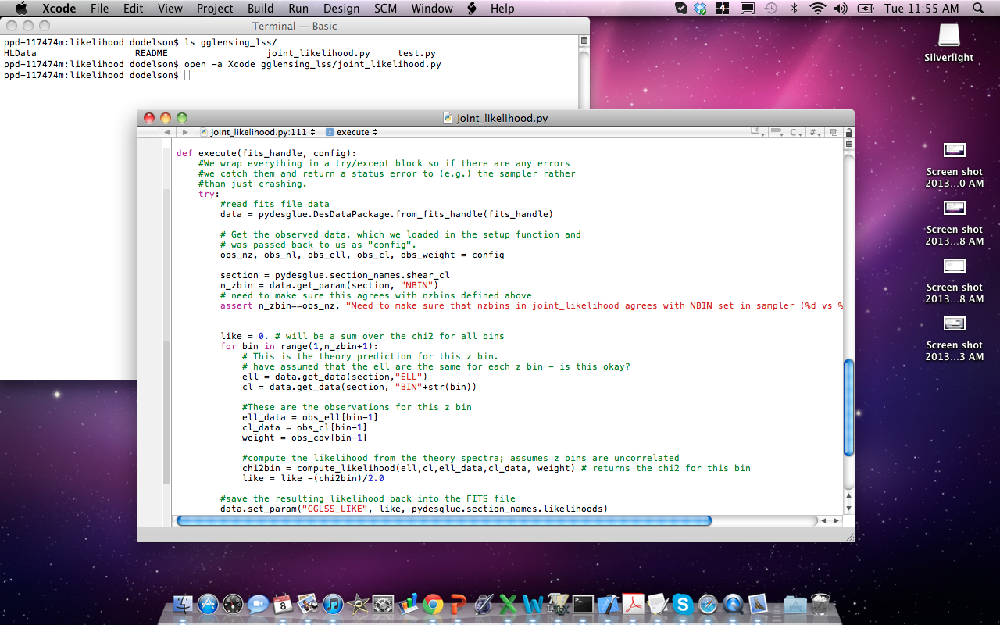 Xcode File Edit View Project Build Run Design SCM Window Help 4 Tue 11:55 AM
Terminal — Basic
ppd-117474m:likelihood dodelson$ ls gglensing_lss/
HLData README joint_likelihood.py test.py
ppd-117474m:likelihood dodelson$ open -a Xcode gglensing_lss/joint_likelihood.py
ppd-117474m:likelihood dodelson$
joint_likelihood.py
joint_likelihood.py:111 f execute C #
def execute(fits_handle, config):
#We wrap everything in a try/except block so if there are any errors
#we catch them and return a status error to (e.g.) the sampler rather
#than just crashing.
try:
#read fits file data
data = pydesglue.DesDataPackage.from_fits_handle(fits_handle)
# Get the observed data, which we loaded in the setup function and
# was passed back to us as "config".
obs_nz, obs_nl, obs_ell, obs_cl, obs_weight = config
section = pydesglue.section_names.shear_cl
n_zbin = data.get_param(section, "NBIN")
# need to make sure this agrees with nzbins defined above
assert n_zbin==obs_nz, "Need to make sure that nzbins in joint_likelihood agrees with NBIN set in sampler (%d vs %
like = 0. # will be a sum over the chi2 for all bins
for bin in range(1,n_zbin+1):
# This is the theory prediction for this z bin.
# have assumed that the ell are the same for each z bin - is this okay?
ell = data.get_data(section,"ELL")
cl = data.get_data(section, "BIN"+str(bin))
#These are the observations for this z bin
ell_data = obs_ell[bin-1]
cl_data = obs_cl[bin-1]
weight = obs_cov[bin-1]
#compute the likelihood from the theory spectra; assumes z bins are uncorrelated
chi2bin = compute_likelihood(ell,cl,ell_data,cl_data, weight) # returns the chi2 for this bin
like = like -(chi2bin)/2.0
#save the resulting likelihood back into the FITS file
data.set_param("GGLSS_LIKE", like, pydesglue.section_names.likelihoods)
Silverlight
Screen shot
2013...0 AM
Screen shot
2013...8 AM
Screen shot
2013...8 AM
Screen shot
2013...3 AM
8